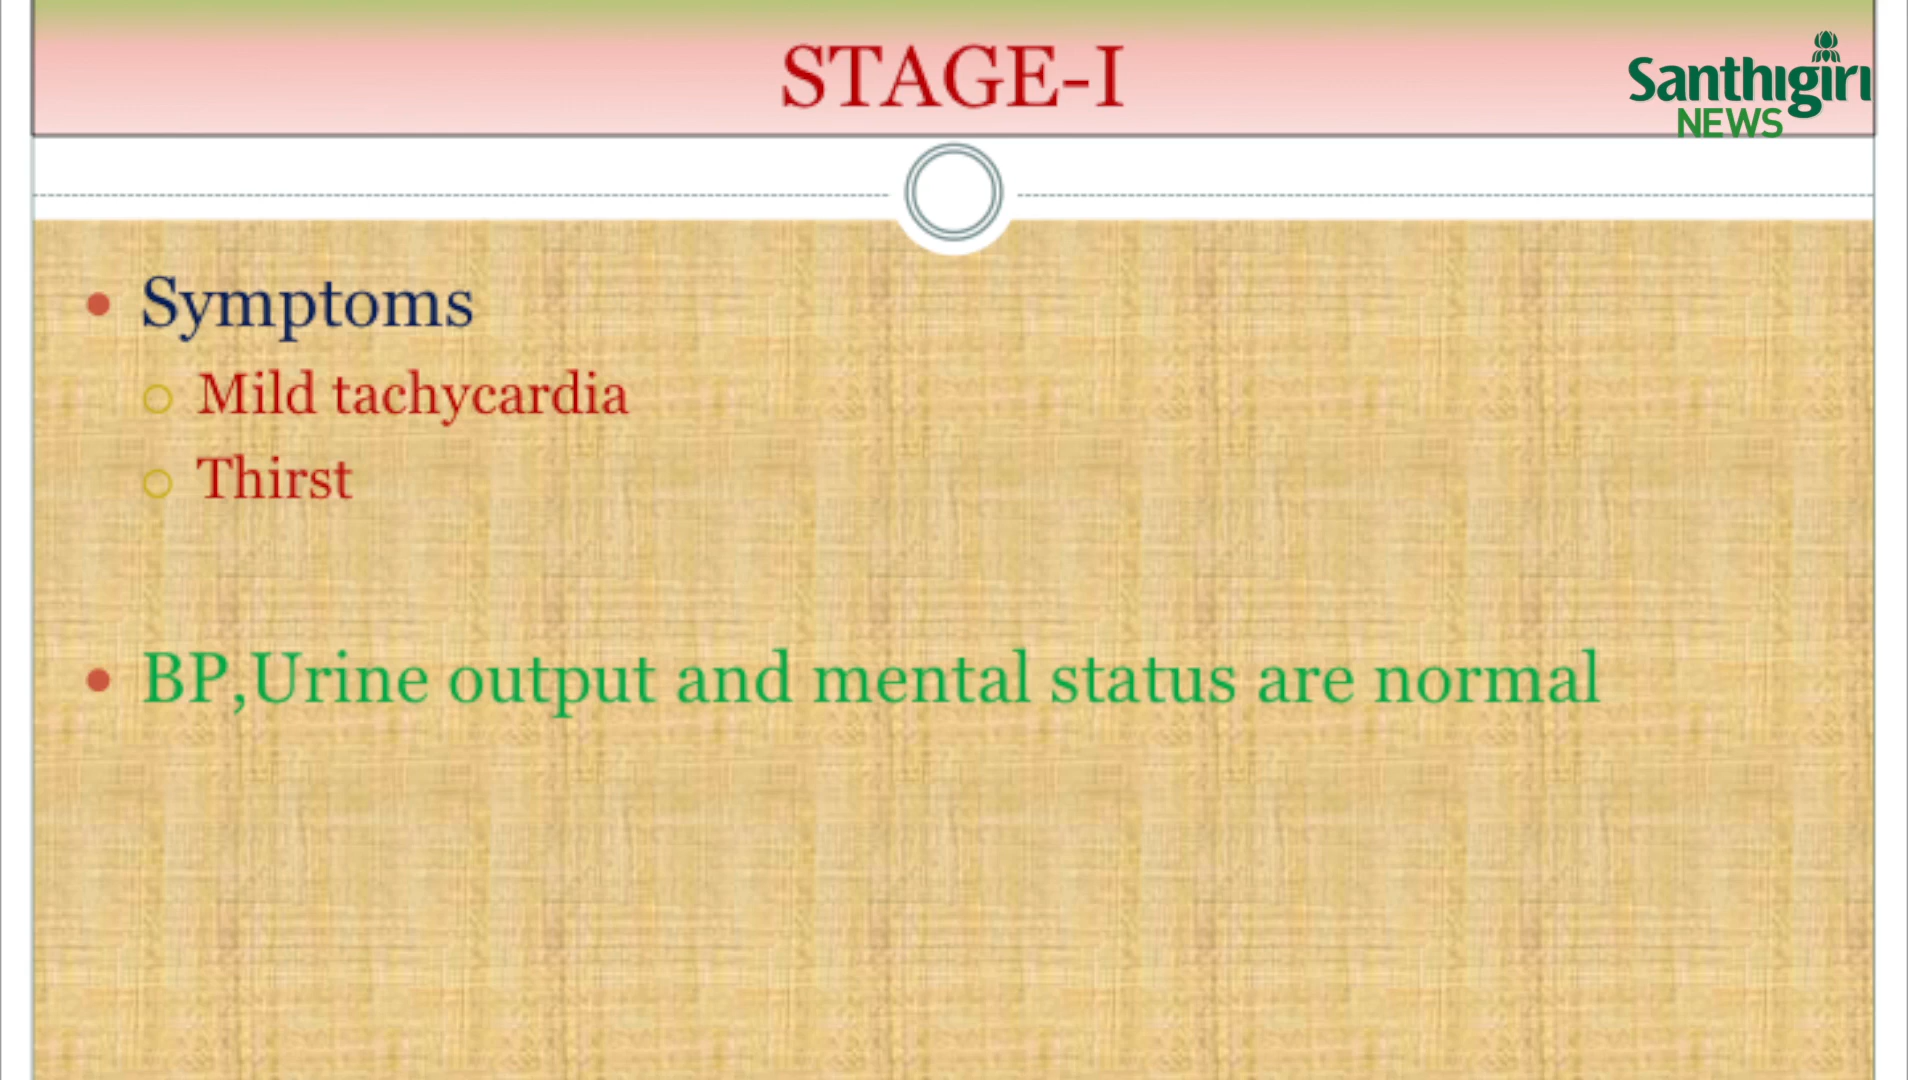 STAGE-I
Santhigiri
NEWS
Symptoms
Mild tachycardia
Thirst
BP,Urine output and mental status are normal